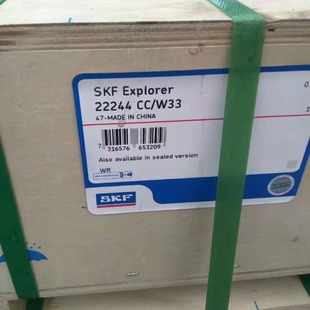 SKF Explorer
22244 CC/W33
47-MADE IN CHINA
7 316576 653209
Also available in sealed version
WR
SKF